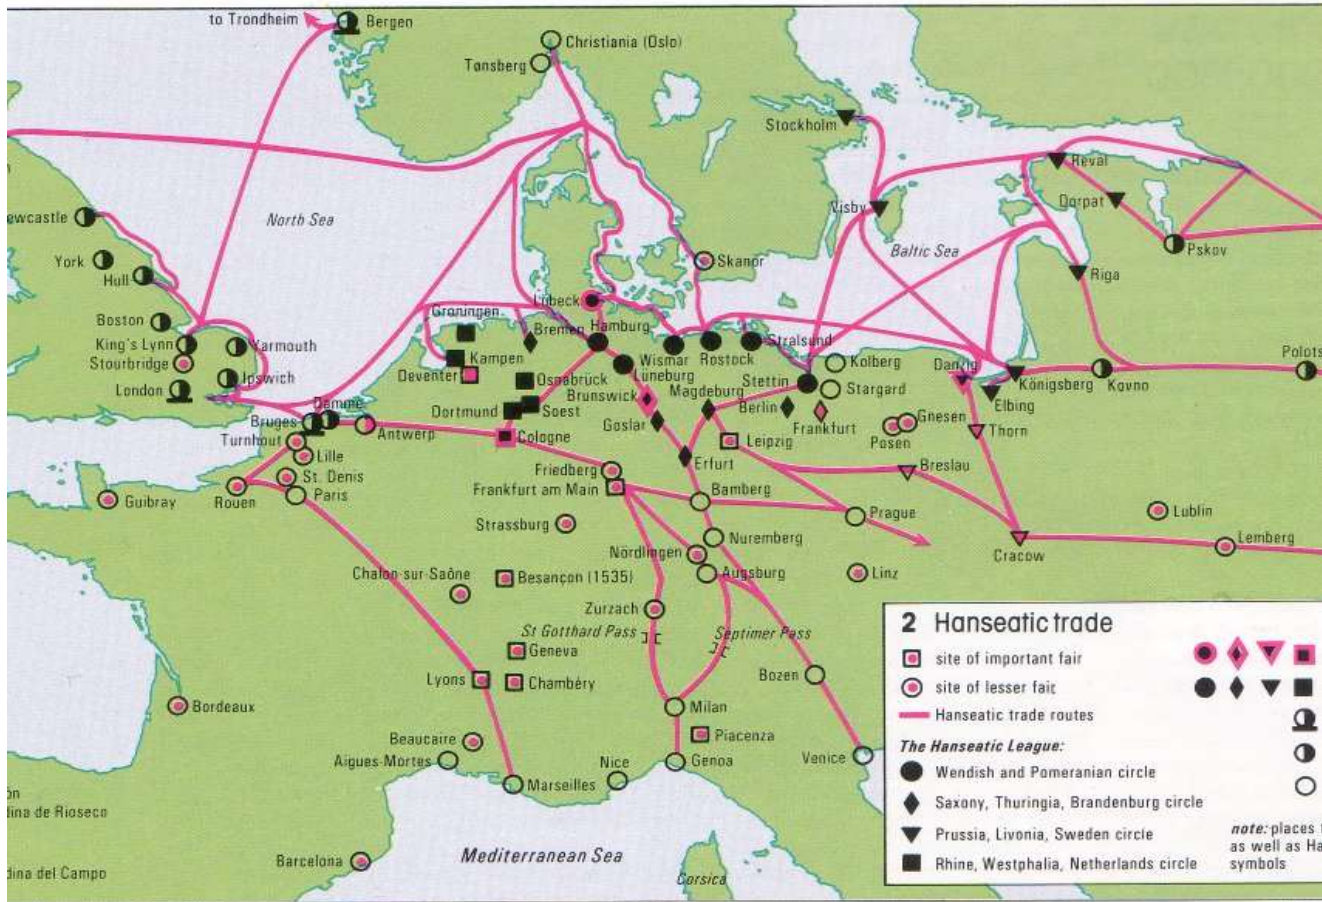 to Trondheim
Bergen
Christiania (Oslo)
Tønsberg
Stockholm
Reval
Dorpat
Visby
Pskov
North Sea
Baltic Sea
Newcastle
York
Hull
Skanör
Riga
Lübeck
Boston
Groningen
Bremen
Hamburg
King's Lynn
Yarmouth
Stourbridge
Kampen
Wismar
Rostock
Stralsund
Kolberg
Danzig
Polots
Deventer
Lüneburg
London
Ipswich
Osnabrück
Magdeburg
Stettin
Stargard
Königsberg
Kovno
Brunswick
Berlin
Elbing
Damme
Dortmund
Soest
Goslar
Frankfurt
Gnesen
Bruges
Antwerp
Cologne
Leipzig
Posen
Thorn
Turnhout
Lille
Erfurt
Breslau
St. Denis
Friedberg
Frankfurt am Main
Bamberg
Guibray
Rouen
Paris
Prague
Lublin
Strassburg
Nuremberg
Lemberg
Nördlingen
Cracow
Chalon-sur-Saône
Besançon (1535)
Augsburg
Linz
Zurzach
St Gotthard Pass
Septimer Pass
Geneva
Lyons
Chambéry
Bozen
Bordeaux
Milan
Beaucaire
Piacenza
Aigues-Mortes
Nice
Genoa
Venice
Marseilles
ón
dina de Rioseco
Barcelona
Mediterranean Sea
dina del Campo
Corsica
2 Hanseatic trade
site of important fair
site of lesser fair
Hanseatic trade routes
The Hanseatic League:
Wendish and Pomeranian circle
Saxony, Thuringia, Brandenburg circle
Prussia, Livonia, Sweden circle
Rhine, Westphalia, Netherlands circle
note: places
as well as Ha
symbols